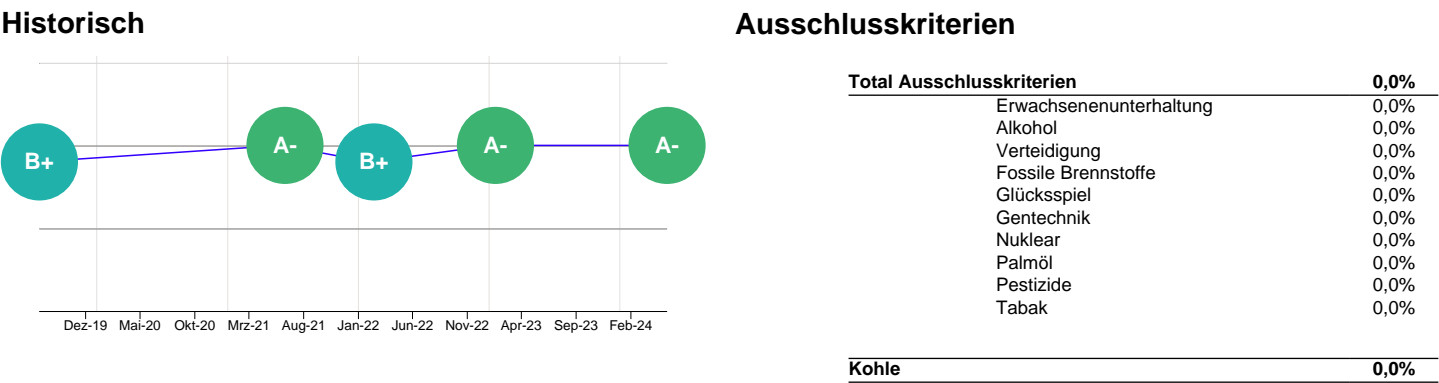 Historisch
B+
A-
B+
A-
A-
Dez-19 Mai-20 Okt-20 Mrz-21 Aug-21 Jan-22 Jun-22 Nov-22 Apr-23 Sep-23 Feb-24
Ausschlusskriterien
Total Ausschlusskriterien 0,0%
Erwachsenenunterhaltung 0,0%
Alkohol 0,0%
Verteidigung 0,0%
Fossile Brennstoffe 0,0%
Glücksspiel 0,0%
Gentechnik 0,0%
Nuklear 0,0%
Palmöl 0,0%
Pestizide 0,0%
Tabak 0,0%
Kohle 0,0%